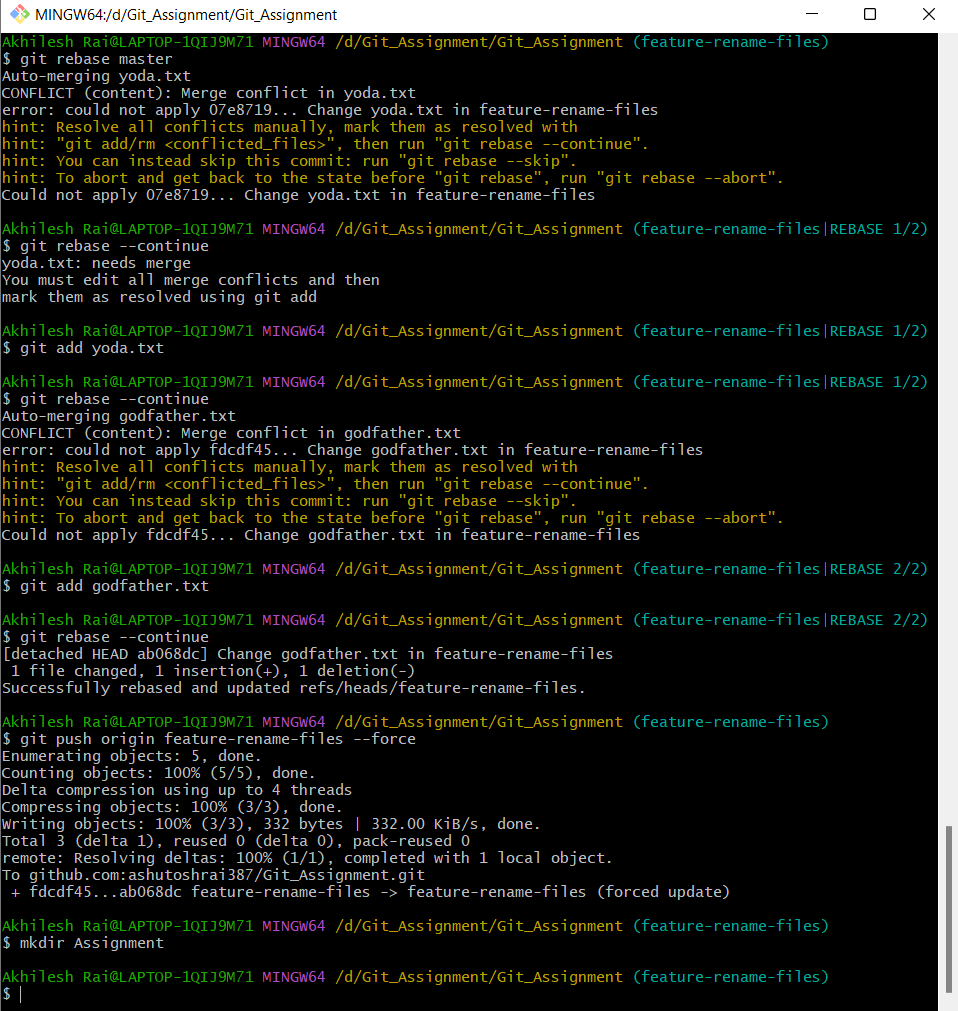 MINGW64:/d/Git_Assignment/Git_Assignment
Akhilesh Rai@LAPTOP-1QIJ9M71 MINGW64 /d/Git_Assignment/Git_Assignment (feature-rename-files)
$ git rebase master
Auto-merging yoda.txt
CONFLICT (content): Merge conflict in yoda.txt
error: could not apply 07e8719... Change yoda.txt in feature-rename-files
hint: Resolve all conflicts manually, mark them as resolved with
hint: "git add/rm <conflicted_files>", then run "git rebase --continue".
hint: You can instead skip this commit: run "git rebase --skip".
hint: To abort and get back to the state before "git rebase", run "git rebase --abort".
Could not apply 07e8719... Change yoda.txt in feature-rename-files
Akhilesh Rai@LAPTOP-1QIJ9M71 MINGW64 /d/Git_Assignment/Git_Assignment (feature-rename-files|REBASE 1/2)
$ git rebase --continue
yoda.txt: needs merge
You must edit all merge conflicts and then
mark them as resolved using git add
Akhilesh Rai@LAPTOP-1QIJ9M71 MINGW64 /d/Git_Assignment/Git_Assignment (feature-rename-files|REBASE 1/2)
$ git add yoda.txt
Akhilesh Rai@LAPTOP-1QIJ9M71 MINGW64 /d/Git_Assignment/Git_Assignment (feature-rename-files|REBASE 1/2)
$ git rebase --continue
Auto-merging godfather.txt
CONFLICT (content): Merge conflict in godfather.txt
error: could not apply fdcdf45... Change godfather.txt in feature-rename-files
hint: Resolve all conflicts manually, mark them as resolved with
hint: "git add/rm <conflicted_files>", then run "git rebase --continue".
hint: You can instead skip this commit: run "git rebase --skip".
hint: To abort and get back to the state before "git rebase", run "git rebase --abort".
Could not apply fdcdf45... Change godfather.txt in feature-rename-files
Akhilesh Rai@LAPTOP-1QIJ9M71 MINGW64 /d/Git_Assignment/Git_Assignment (feature-rename-files|REBASE 2/2)
$ git add godfather.txt
Akhilesh Rai@LAPTOP-1QIJ9M71 MINGW64 /d/Git_Assignment/Git_Assignment (feature-rename-files|REBASE 2/2)
$ git rebase --continue
[detached HEAD ab068dc] Change godfather.txt in feature-rename-files
1 file changed, 1 insertion(+), 1 deletion(-)
Successfully rebased and updated refs/heads/feature-rename-files.
Akhilesh Rai@LAPTOP-1QIJ9M71 MINGW64 /d/Git_Assignment/Git_Assignment (feature-rename-files)
$ git push origin feature-rename-files --force
Enumerating objects: 5, done.
Counting objects: 100% (5/5), done.
Delta compression using up to 4 threads
Compressing objects: 100% (3/3), done.
Writing objects: 100% (3/3), 332 bytes | 332.00 KiB/s, done.
Total 3 (delta 1), reused 0 (delta 0), pack-reused 0
remote: Resolving deltas: 100% (1/1), completed with 1 local object.
To github.com:ashutoshrai387/Git_Assignment.git
+ fdcdf45...ab068dc feature-rename-files -> feature-rename-files (forced update)
Akhilesh Rai@LAPTOP-1QIJ9M71 MINGW64 /d/Git_Assignment/Git_Assignment (feature-rename-files)
$ mkdir Assignment
Akhilesh Rai@LAPTOP-1QIJ9M71 MINGW64 /d/Git_Assignment/Git_Assignment (feature-rename-files)
$